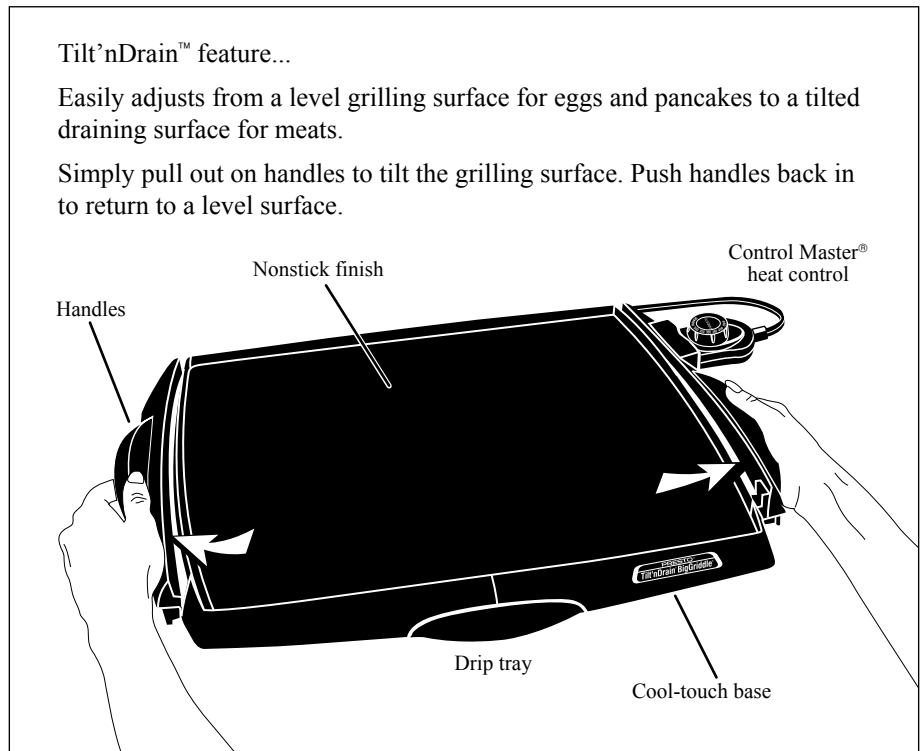 Tilt’nDrain™ feature...
Easily adjusts from a level grilling surface for eggs and pancakes to a tilted
draining surface for meats.
Simply pull out on handles to tilt the grilling surface. Push handles back in
to return to a level surface.
Control Master®
heat control
Nonstick finish
Handles
PRESTO
Tilt'nDrain BigGriddle
Drip tray
Cool-touch base